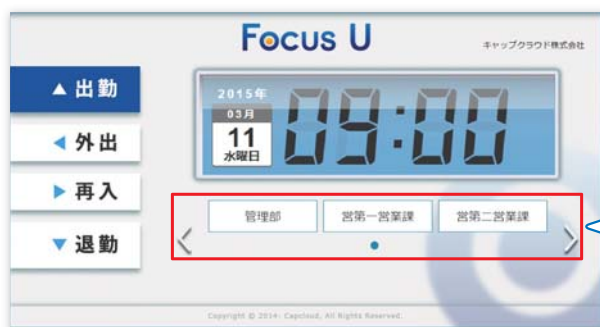 Focus U
キャップクラウド株式会社
▲ 出勤
◀ 外出
▶ 再入
▼ 退勤
2015年
03月
11
水曜日
09:00
管理部
営第一営業課
営第二営業課
Copyright © 2014- Capcloud, All Rights Reserved.